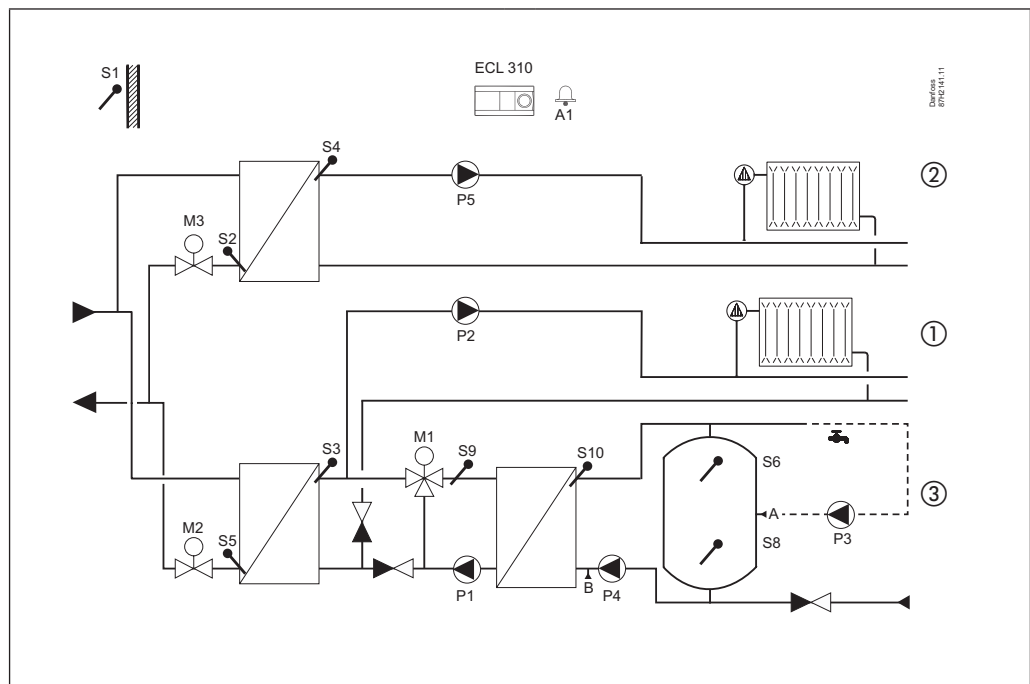 S1
ECL 310
A1
Danfoss
87H2141.11
S4
P5
②
M3
S2
P2
①
M1
S3
S9
S10
S6
③
A
P3
M2
S5
S8
P1
B
P4